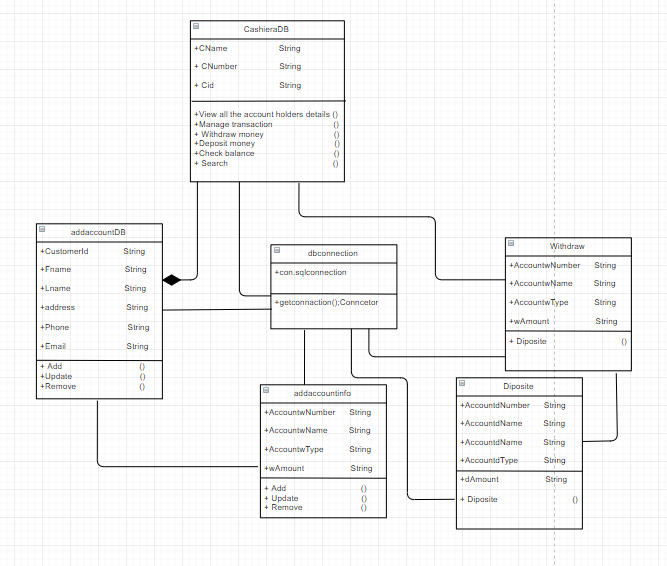 CashieraDB
+CName String
+ CNumber String
+ Cid String
+View all the account holders details ()
+Manage transaction ()
+ Withdraw money ()
+Deposit money ()
+Check balance ()
+ Search ()
addaccountDB
+CustomerId String
+Fname String
+Lname String
+address String
+Phone String
+Email String
+ Add ()
+Update ()
+Remove ()
dbconnection
+con.sqlconnection
+getconnaction();Conncetor
Withdraw
+AccountwNumber String
+AccountwName String
+AccountwType String
+wAmount String
+ Diposite ()
addaccountinfo
+AccountwNumber String
+AccountwName String
+AccountwType String
+wAmount String
+ Add ()
+ Update ()
+ Remove ()
Diposite
+AccountdNumber String
+AccountdName String
+AccountdName String
+AccountdType String
+dAmount String
+ Diposite ()